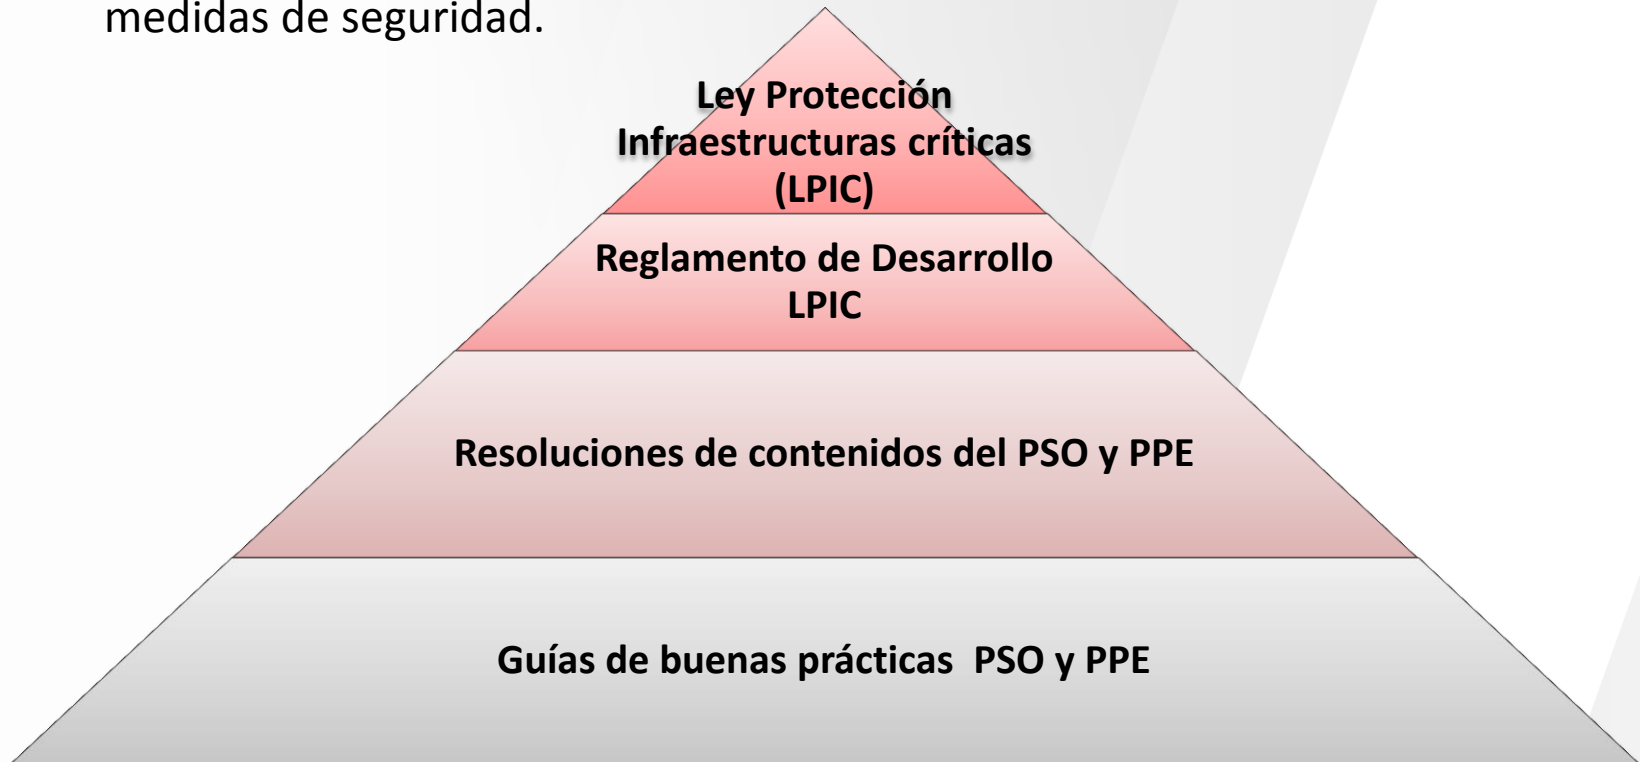 medidas de seguridad.
Ley Protección
Infraestructuras críticas
(LPIC)
Reglamento de Desarrollo
LPIC
Resoluciones de contenidos del PSO y PPE
Guías de buenas prácticas  PSO y PPE